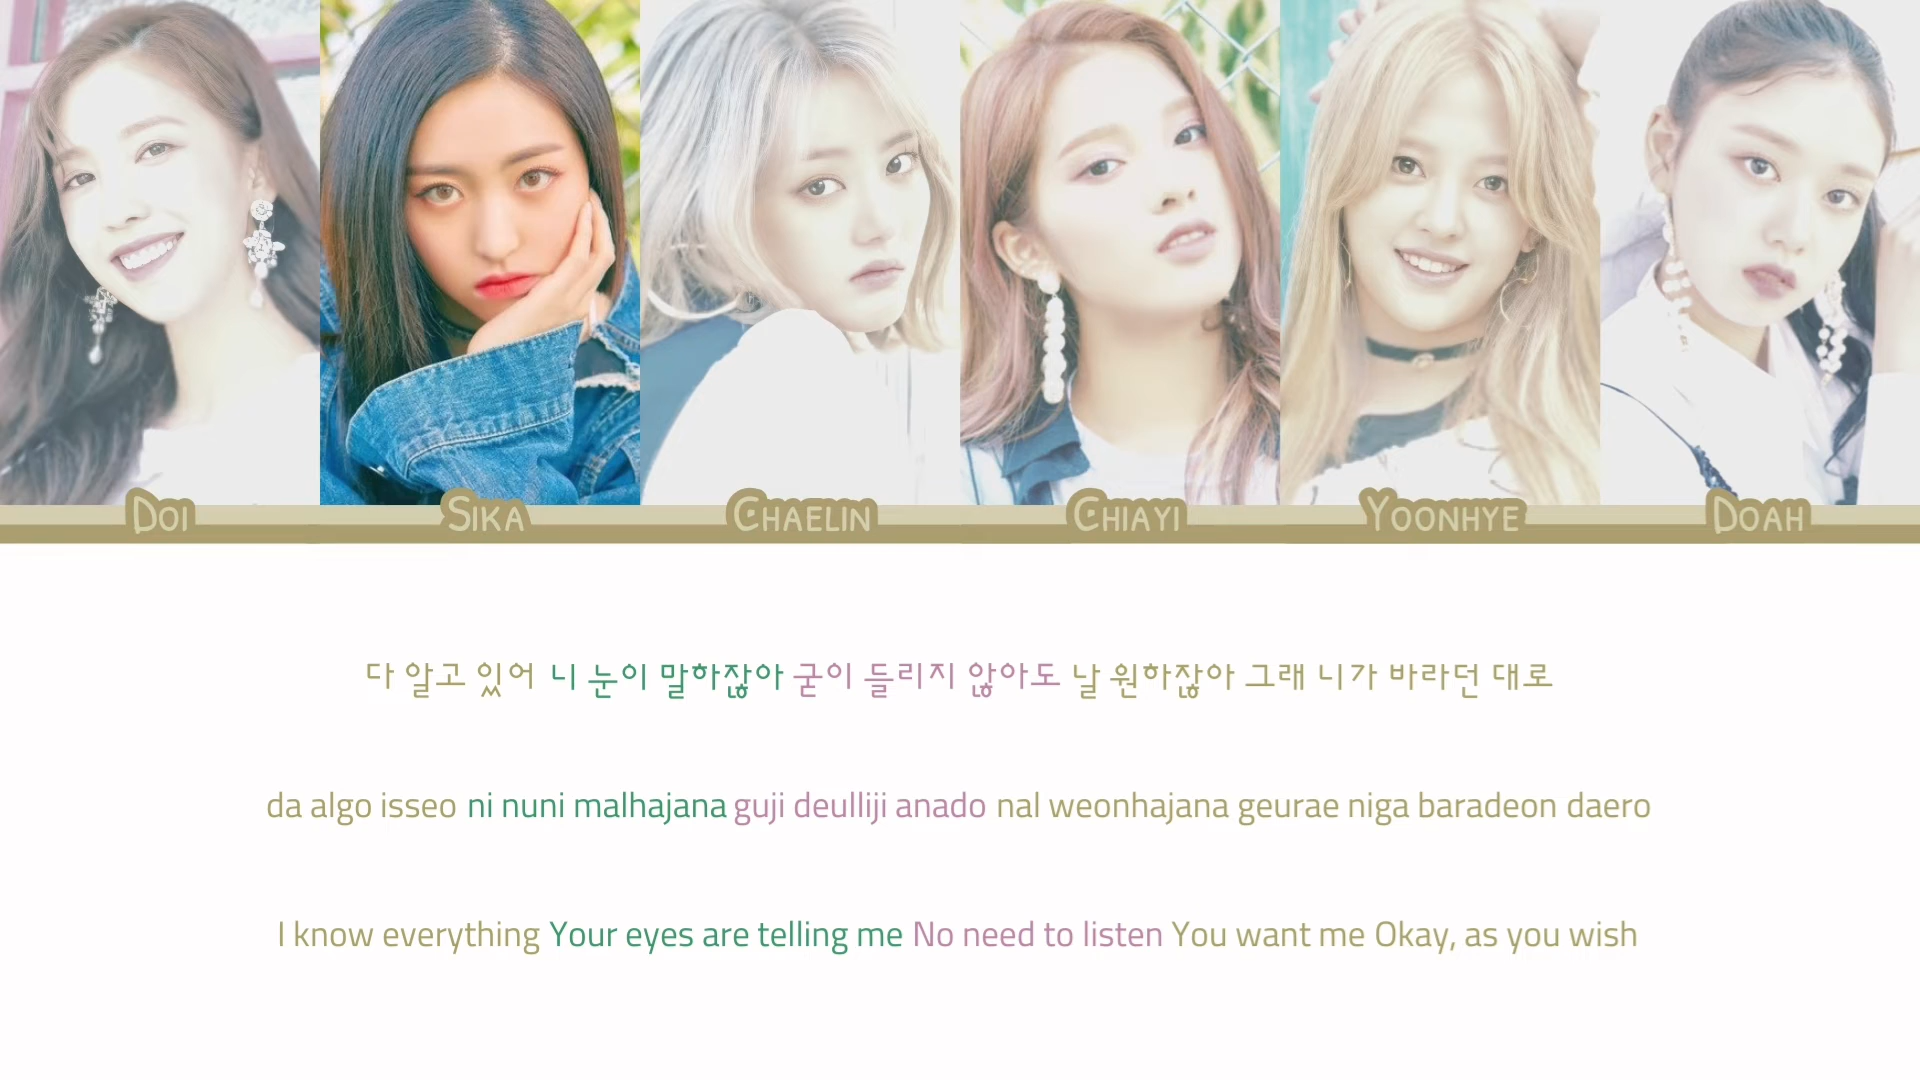 Doi Sika Chaelin Chiayi Yoonhye Doah
다 알고 있어 니 눈이 말하잖아 굳이 들리지 않아도 날 원하잖아 그래 니가 바라던 대로
da algo isseo ni nuni malhajana guji deulliji anado nal weonhajana geurae niga baradeon daero
I know everything Your eyes are telling me No need to listen You want me Okay, as you wish